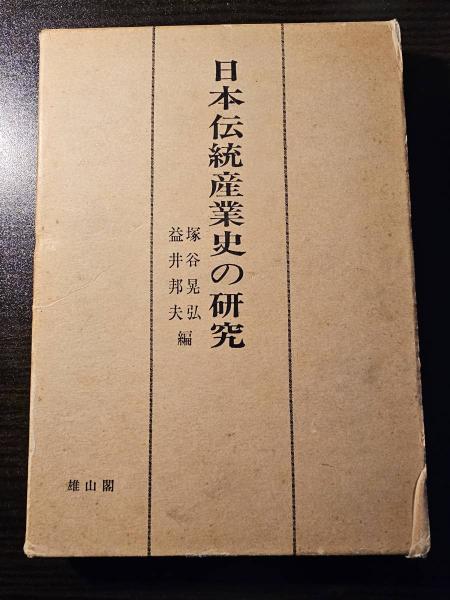 日本伝統産業史の研究
塚谷晃弘
益井邦夫
編
雄山閣